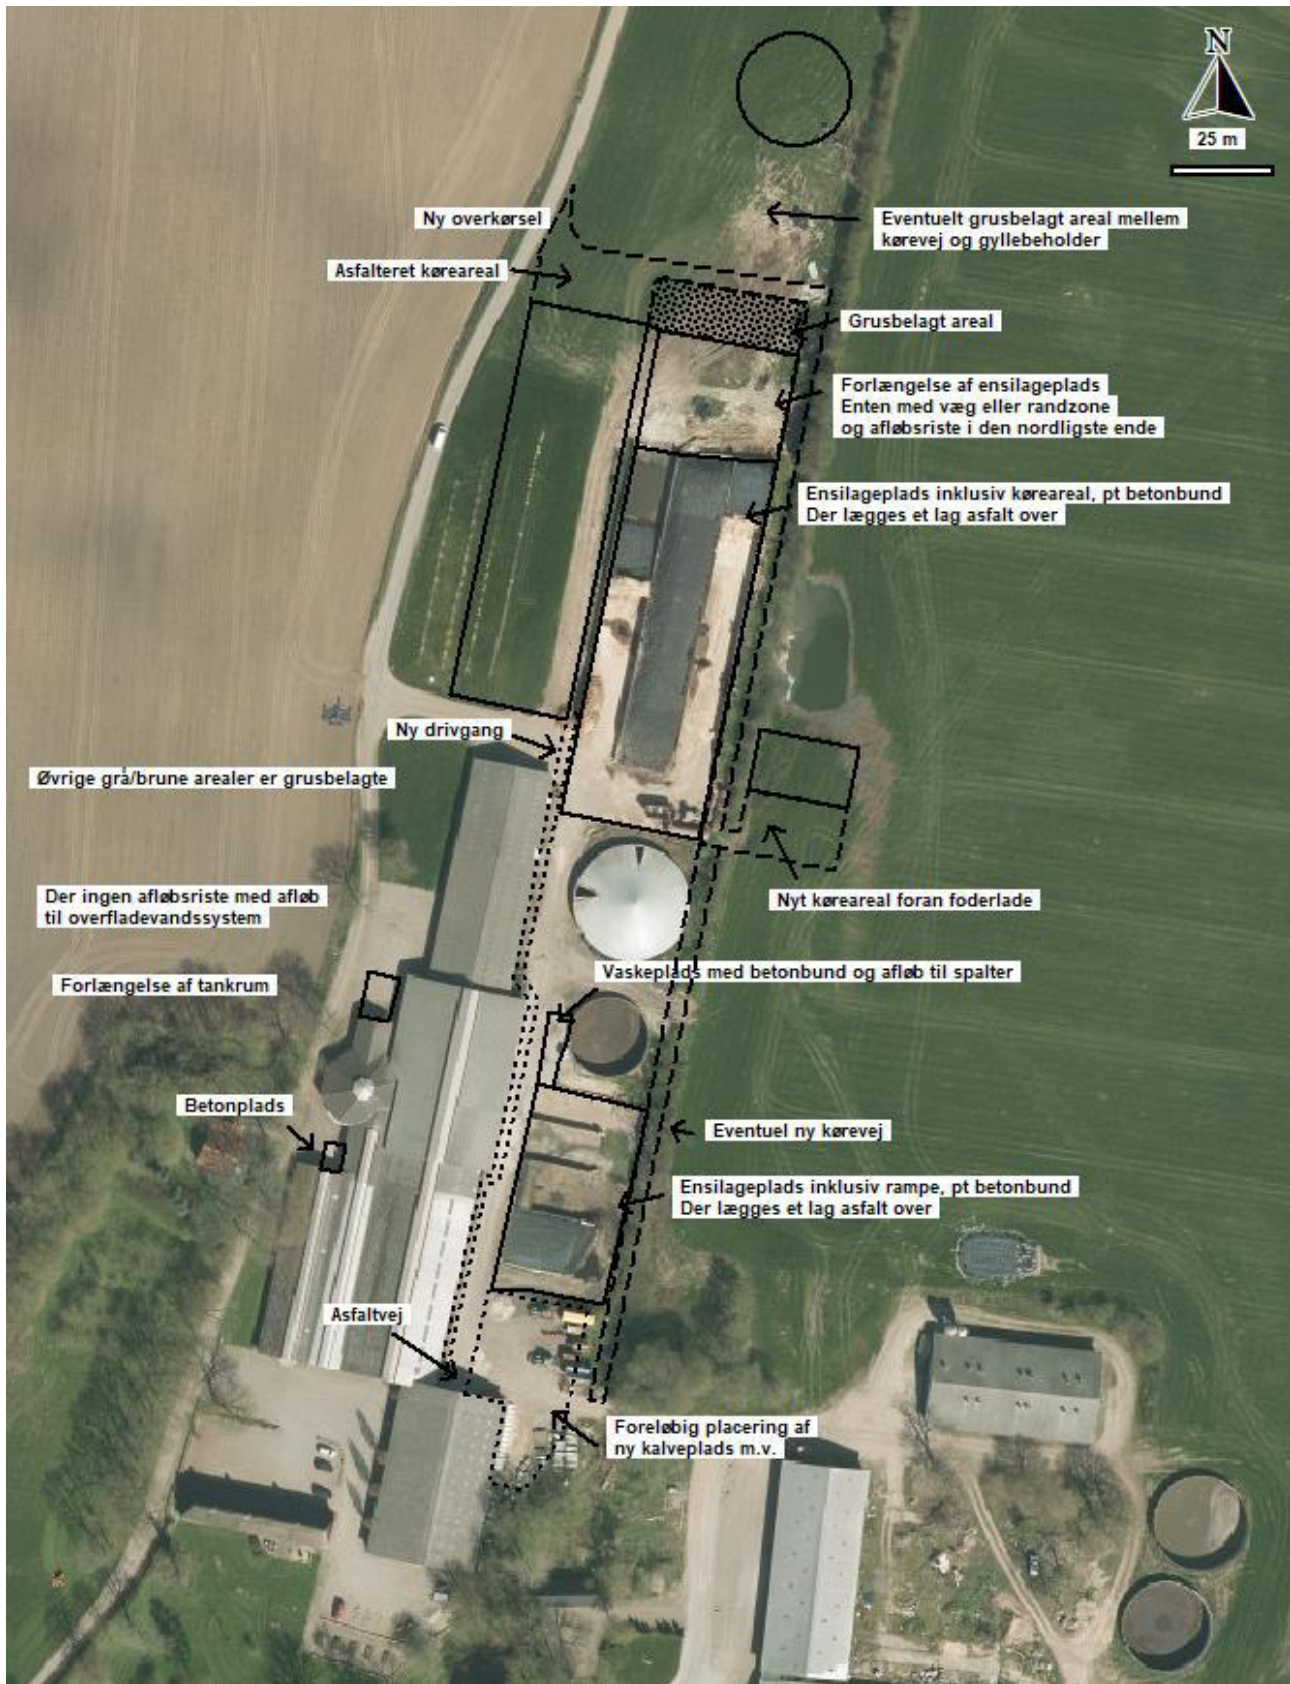 N
25 m
Ny overkørsel
Eventuelt grusbelagt areal mellem
kørevej og gyllebeholder
Asfalteret køreareal
Grusbelagt areal
Forlængelse af ensilageplads
Enten med væg eller randzone
og afløbsriste i den nordligste ende
Ensilageplads inklusiv køreareal, pt betonbund
Der lægges et lag asfalt over
Ny drivgang
Øvrige grå/brune arealer er grusbelagte
Der ingen afløbsriste med afløb
til overfladevandssystem
Nyt køreareal foran foderlade
Vaskeplads med betonbund og afløb til spalter
Forlængelse af tankrum
Betonplads
Eventuel ny kørevej
Ensilageplads inklusiv rampe, pt betonbund
Der lægges et lag asfalt over
Asfaltvej
Foreløbig placering af
ny kalveplads m.v.